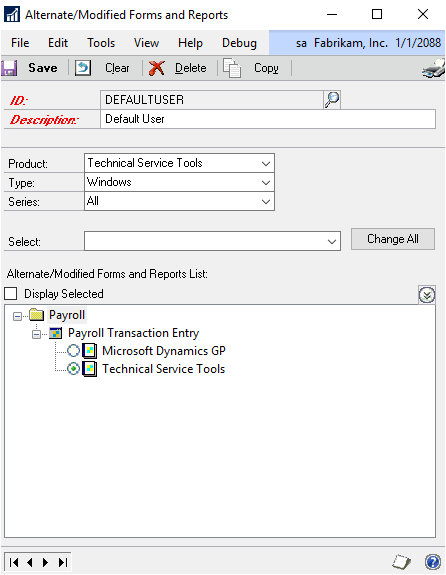 Alternate/Modified Forms and Reports
File Edit Tools View Help Debug sa Fabrikam, Inc. 1/1/2088
Save Clear Delete Copy
ID: DEFAULTUSER
Description: Default User
Product: Technical Service Tools
Type: Windows
Series: All
Select: Change All
Alternate/Modified Forms and Reports List:
Display Selected
Payroll
Payroll Transaction Entry
Microsoft Dynamics GP
Technical Service Tools